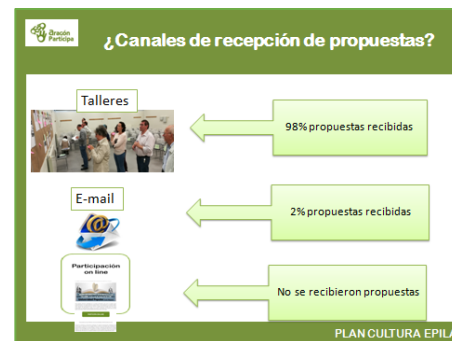 Aragón
Participa
¿Canales de recepción de propuestas?
Talleres
98% propuestas recibidas
E-mail
2% propuestas recibidas
Participación
on line
No se recibieron propuestas
PLAN CULTURA EPILA